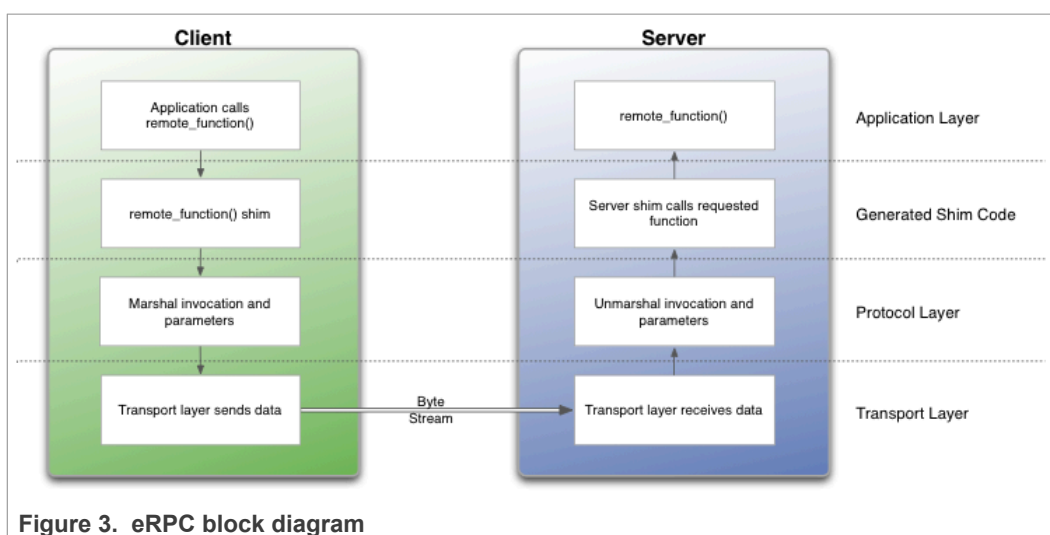 Client
Server
Application calls
remote_function()
remote_function()
Application Layer
remote_function() shim
Server shim calls requested
function
Generated Shim Code
Marshal invocation and
parameters
Unmarshal invocation and
parameters
Protocol Layer
Transport layer sends data
Byte
Stream
Transport layer receives data
Transport Layer
Figure 3. eRPC block diagram